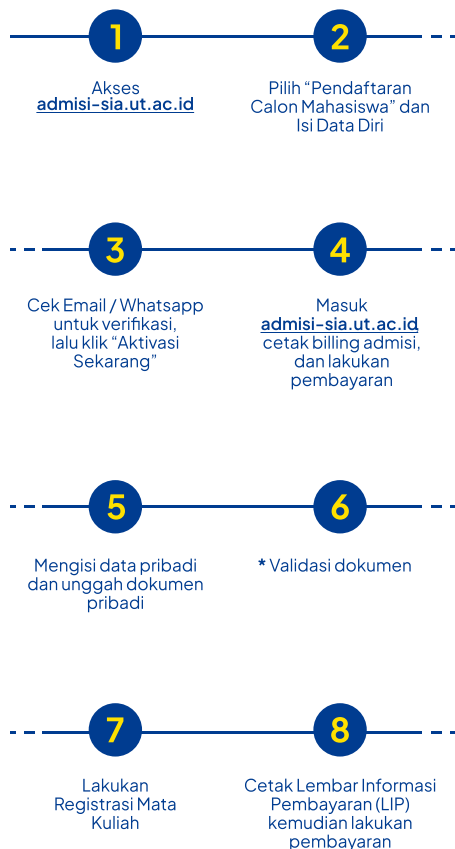 1
Akses
admisi-sia.ut.ac.id
2
Pilih “Pendaftaran
Calon Mahasiswa” dan
Isi Data Diri
3
Cek Email / Whatsapp
untuk verifikasi,
lalu klik “Aktivasi
Sekarang”
4
Masuk
admisi-sia.ut.ac.id
cetak billing admisi,
dan lakukan
pembayaran
5
Mengisi data pribadi
dan unggah dokumen
pribadi
6
* Validasi dokumen
7
Lakukan
Registrasi Mata
Kuliah
8
Cetak Lembar Informasi
Pembayaran (LIP)
kemudian lakukan
pembayaran